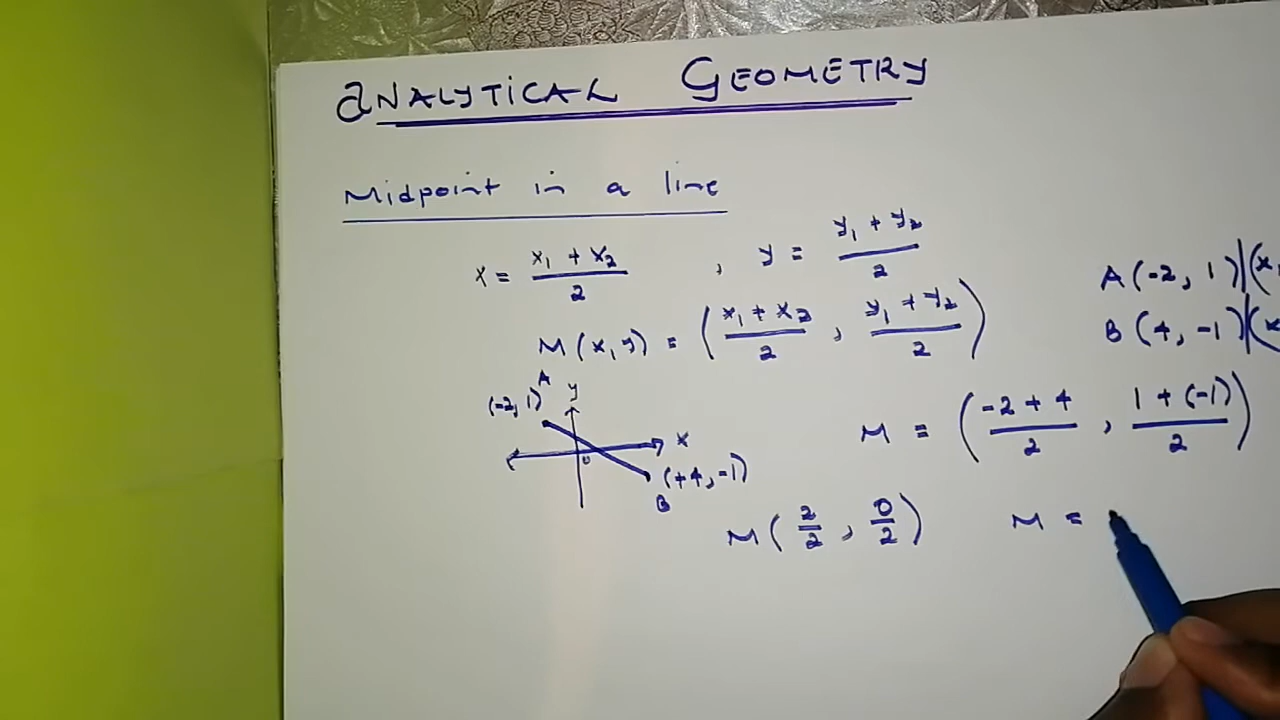 aNALYTiCAL GEOMETRY
Midpoint in a line
x = x₁ + x₂ / 2 , y = y₁ + y₂ / 2
A(-2, 1)|(x,
M(x,y) = (x₁ + x₂ / 2 , y₁ + y₂ / 2)
B(4, -1)|(x
(-2, 1) A y
x
0
(+4, -1)
B
M = (-2 + 4 / 2 , 1 + (-1) / 2)
M(2/2 , 0/2) M =